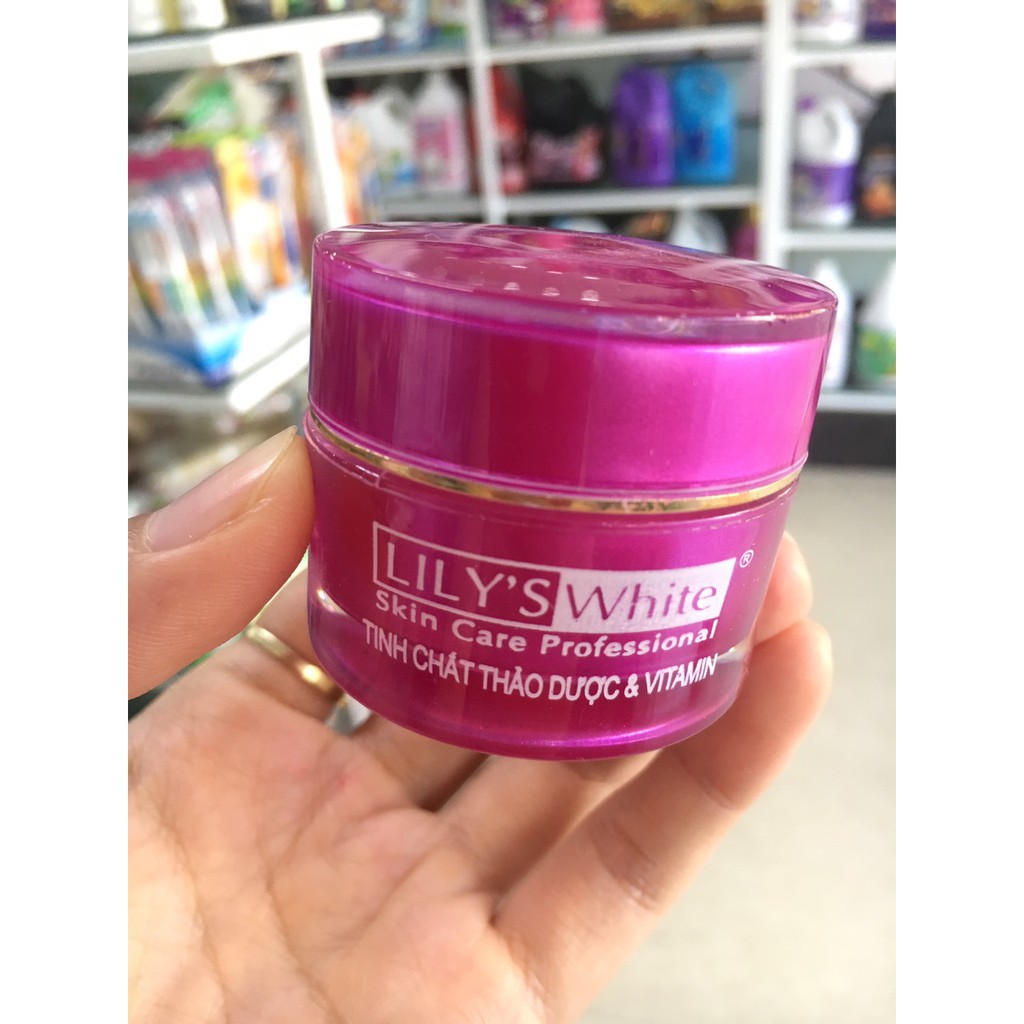 LILY'S White ®
Skin Care Professional
TINH CHẤT THẢO DƯỢC & VITAMIN